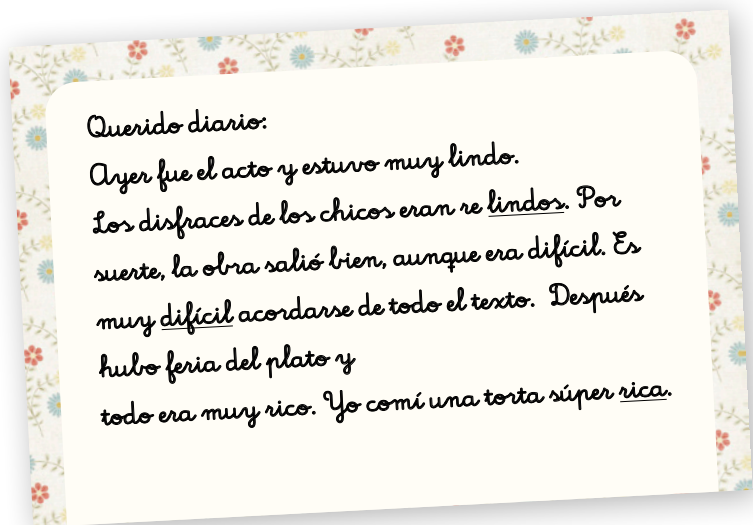 Querido diario:
Ayer fue el acto y estuvo muy lindo.
Los disfraces de los chicos eran re lindos. Por
suerte, la obra salió bien, aunque era difícil. Es
muy difícil acordarse de todo el texto. Después
hubo feria del plato y
todo era muy rico. Yo comí una torta súper rica.